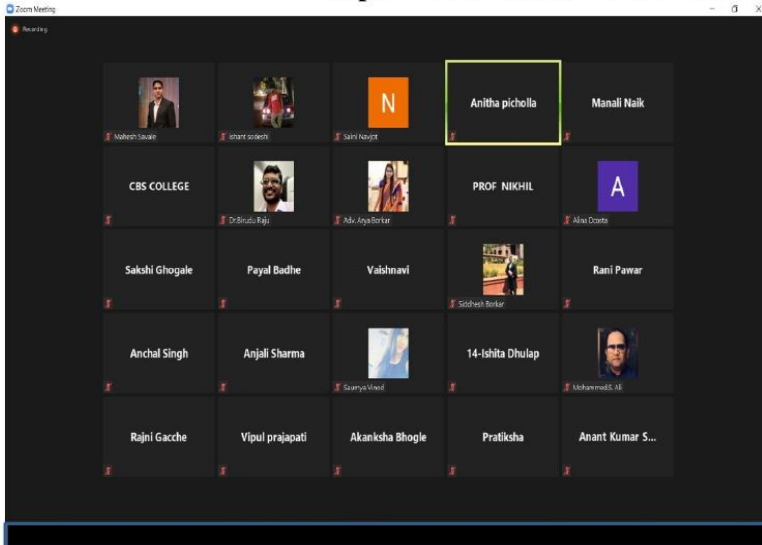 Zoom Meeting
Recording
N
Anitha picholla
Manali Naik
Mahesh Savale
ishant sodeshi
Saini Navjot
CBS COLLEGE
PROF NIKHIL
A
Dr.Birudu Raju
Adv. Arya Borkar
Alina Dcosta
Sakshi Ghogale
Payal Badhe
Vaishnavi
Rani Pawar
Siddhesh Borkar
Anchal Singh
Anjali Sharma
14-Ishita Dhulap
Saumya Vinod
Mohammed.S. Ali
Rajni Gacche
Vipul prajapati
Akanksha Bhogle
Pratiksha
Anant Kumar S...